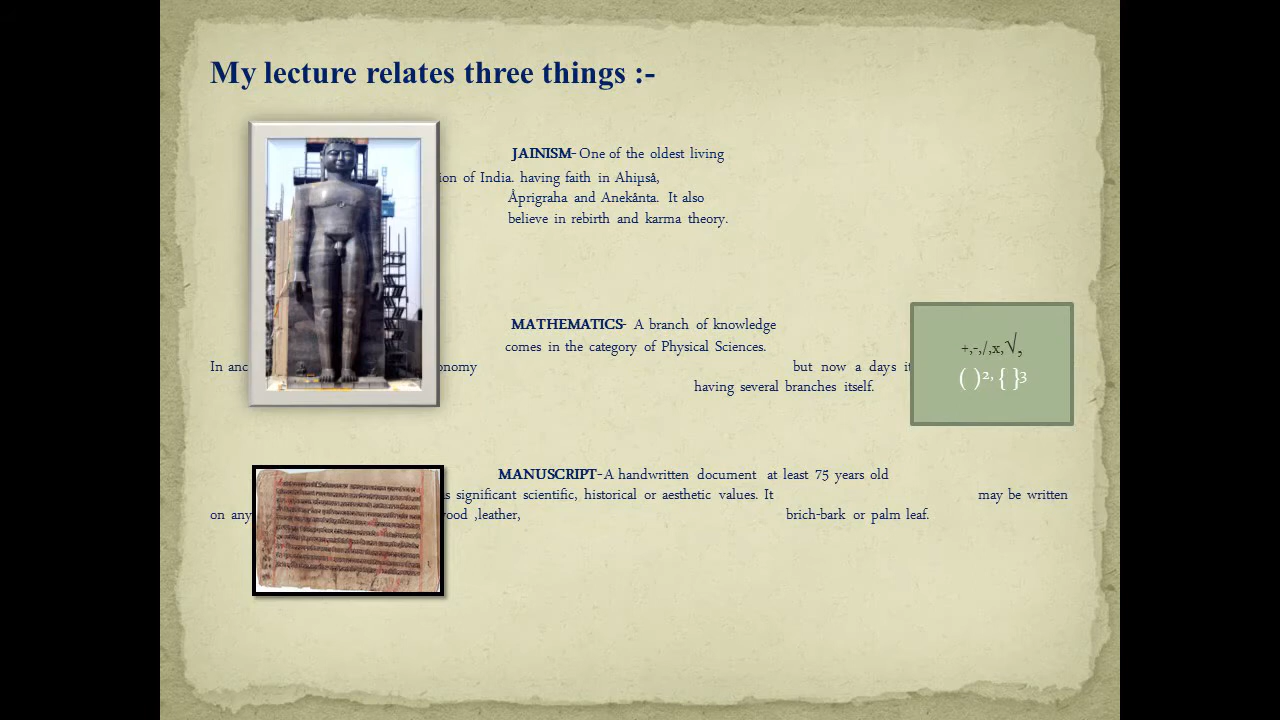 My lecture relates three things :-
JAINISM- One of the oldest living
ion of India. having faith in Ahiµså,
Åprigraha and Anekånta. It also
believe in rebirth and karma theory.
MATHEMATICS- A branch of knowledge
comes in the category of Physical Sciences.
In anc onomy but now a days it
having several branches itself.
+,-,/,x,√,
( )²,{ }³
MANUSCRIPT-A handwritten document at least 75 years old
s significant scientific, historical or aesthetic values. It may be written
on any ood ,leather, brich-bark or palm leaf.